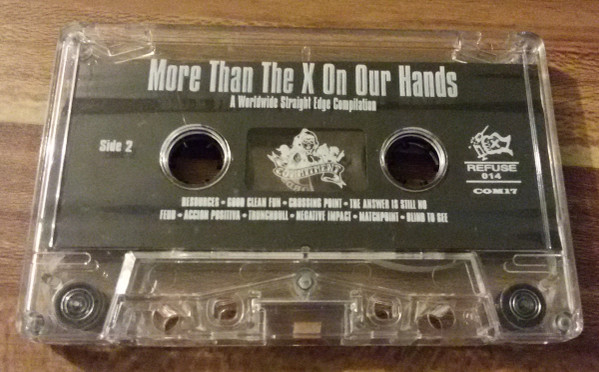 More Than The X On Our Hands
A Worldwide Straight Edge Compilation
Side 2
REFUSE
014
COM17
RESOURCES - GOOD CLEAN FUN - CROSSING POINT - THE ANSWER IS STILL NO
FEUD - ACCION POSITIVA - TRUNCHBULL - NEGATIVE IMPACT - MATCHPOINT - BLIND TO SEE